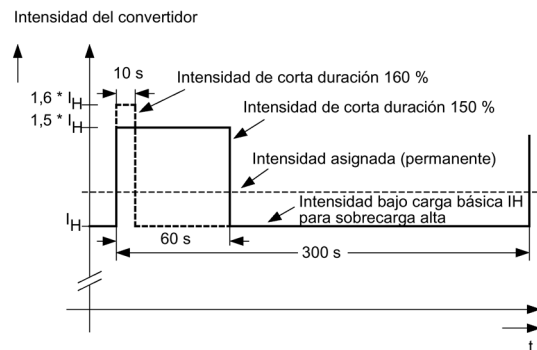 Intensidad del convertidor
10 s
Intensidad de corta duración 160 %
1,6 * IH
Intensidad de corta duración 150 %
1,5 * IH
Intensidad asignada (permanente)
Intensidad bajo carga básica IH
para sobrecarga alta
IH
60 s
300 s
t